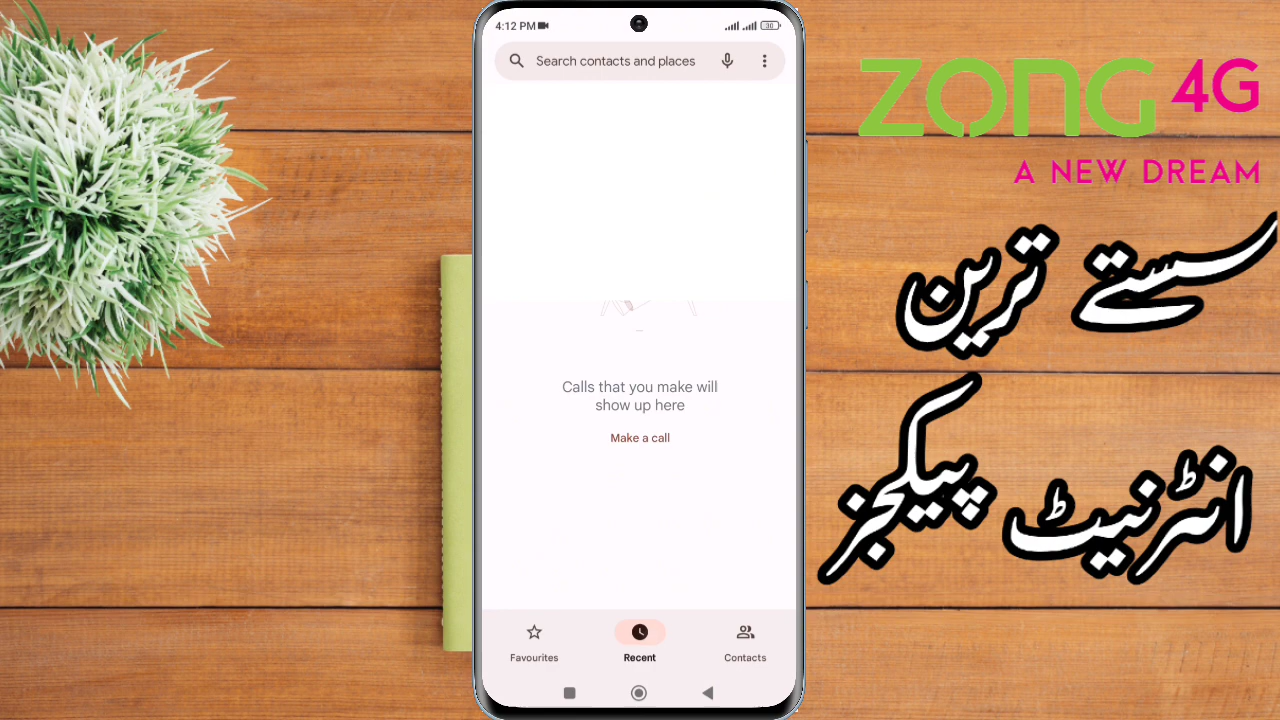 4:12 PM
30
Search contacts and places
Calls that you make will
show up here
Make a call
Favourites
Recent
Contacts
ZONG 4G
A NEW DREAM
سستے ترین
انٹرنیٹ پیکجز